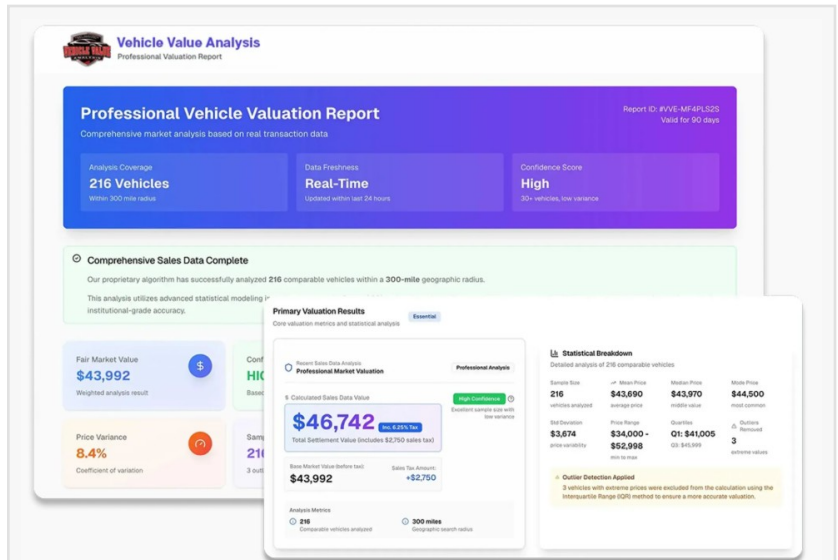 VEHICLE VALUE
ANALYSIS
Vehicle Value Analysis
Professional Valuation Report
Professional Vehicle Valuation Report
Comprehensive market analysis based on real transaction data
Report ID: #VVE-MF4PLS2S
Valid for 90 days
Analysis Coverage
216 Vehicles
Within 300 mile radius
Data Freshness
Real-Time
Updated within last 24 hours
Confidence Score
High
30+ vehicles, low variance
Comprehensive Sales Data Complete
Our proprietary algorithm has successfully analyzed 216 comparable vehicles within a 300-mile geographic radius.
This analysis utilizes advanced statistical modeling
institutional-grade accuracy.
Fair Market Value
$43,992
Weighted analysis result
Price Variance
8.4%
Coefficient of variation
Primary Valuation Results
Core valuation metrics and statistical analysis
Essential
Recent Sales Data Analysis
Professional Market Valuation
Professional Analysis
$ Calculated Sales Data Value
High Confidence
Excellent sample size with
low variance
$46,742
Inc. 6.25% Tax
Total Settlement Value (includes $2,750 sales tax)
Base Market Value (before tax)
$43,992
Sales Tax Amount:
+$2,750
Analysis Metrics
216
Comparable vehicles analyzed
300 miles
Geographic search radius
Statistical Breakdown
Detailed analysis of 216 comparable vehicles
Sample Size
216
vehicles analyzed
Mean Price
$43,690
average price
Median Price
$43,970
middle value
Mode Price
$44,500
most common
Std Deviation
$3,674
price variability
Price Range
$34,000 -
$52,998
min to max
Quartiles
Q1: $41,005
Outliers
Removed
3
extreme values
Outlier Detection Applied
3 vehicles with extreme prices were excluded from the calculation using the
Interquartile Range (IQR) method to ensure a more accurate valuation.